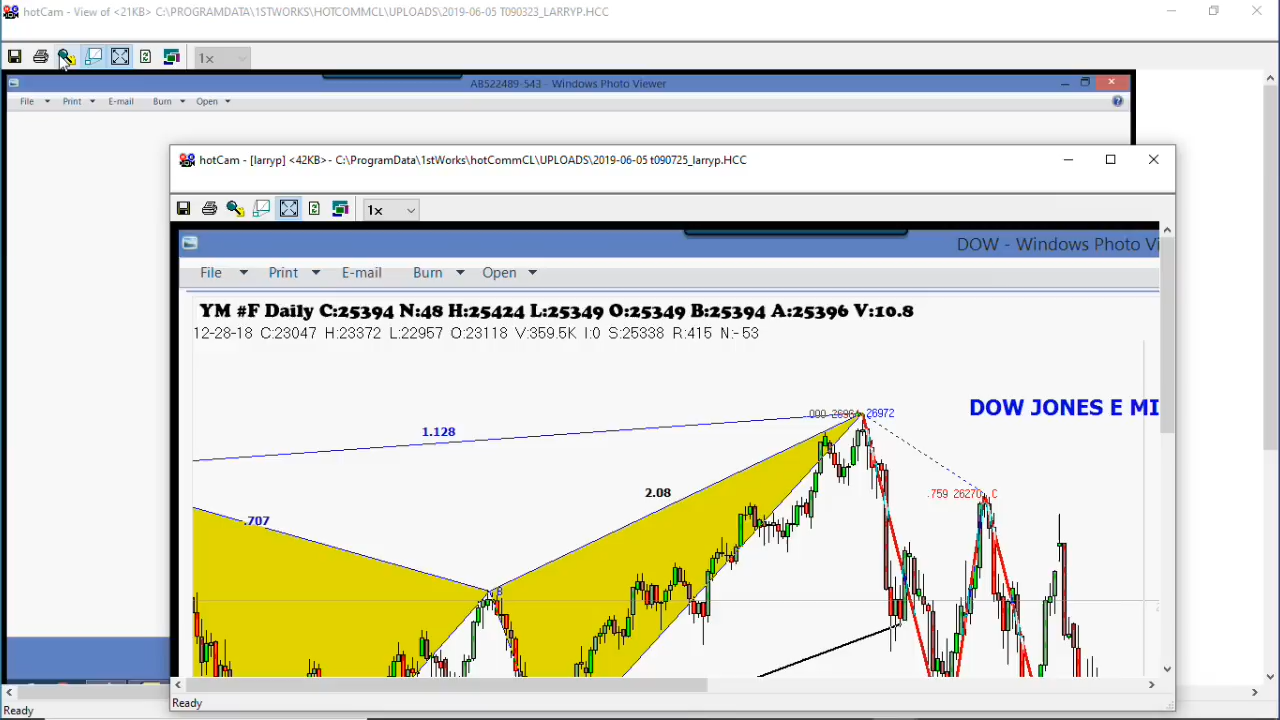 hotCam - View of <21KB> C:\PROGRAMDATA\1STWORKS\HOTCOMMCL\UPLOADS\2019-06-05 T090323_LARRYP.HCC
1x
AB522489-543 - Windows Photo Viewer
File Print E-mail Burn Open
hotCam - [larryp] <42KB> - C:\ProgramData\1stWorks\hotCommCL\UPLOADS\2019-06-05 t090725_larryp.HCC
1x
DOW - Windows Photo Vi
File Print E-mail Burn Open
YM #F Daily C:25394 N:48 H:25424 L:25349 O:25349 B:25394 A:25396 V:10.8
12-28-18 C:23047 H:23372 L:22957 O:23118 V:359.5K I:0 S:25338 R:415 N:-53
DOW JONES E MI
26972
1.128
2.08
.759 26270 C
.707
B
Ready
Ready